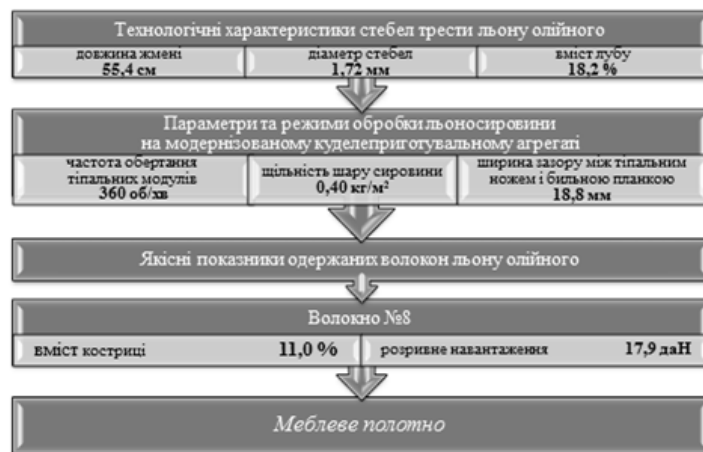 Технологічні характеристики стебел трести льону олійного
довжина жмені
55,4 см
діаметр стебел
1,72 мм
вміст лубу
18,2 %
Параметри та режими обробки льоносировини
на модернізованому куделеприготувальному агрегаті
частота обертання
тіпальних модулів
360 об/хв
щільність шару сировини
0,40 кг/м²
ширина зазору між тіпальним
ножем і бильною планкою
18,8 мм
Якісні показники одержаних волокон льону олійного
Волокно №8
вміст костриці 11,0 %
розривне навантаження 17,9 даН
Меблеве полотно